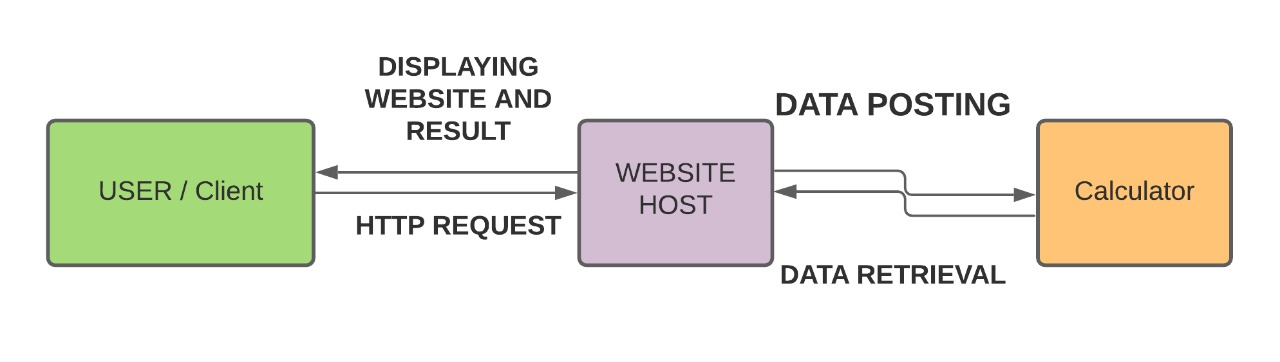 DISPLAYING
WEBSITE AND
RESULT
DATA POSTING
USER / Client
WEBSITE
HOST
Calculator
HTTP REQUEST
DATA RETRIEVAL